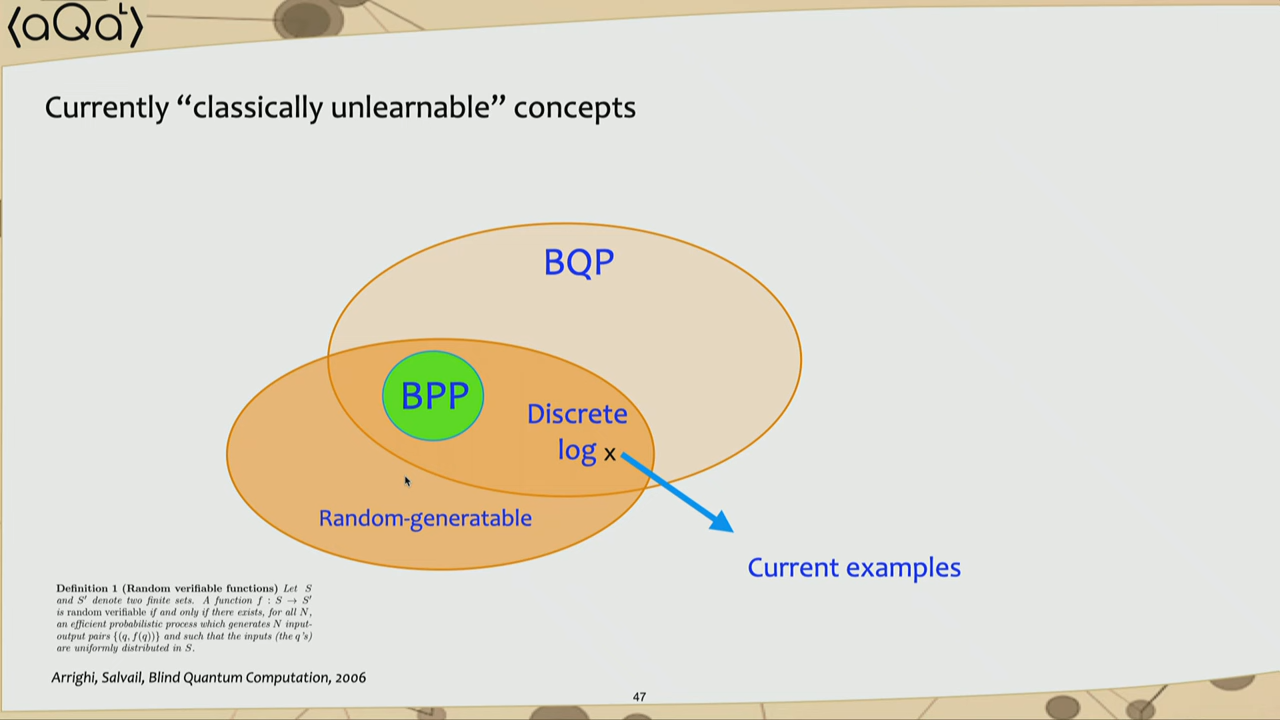 ⟨aQaᴸ⟩
Currently “classically unlearnable” concepts
BQP
BPP
Discrete
log x
Random-generatable
Current examples
Definition 1 (Random verifiable functions) Let S
and S′ denote two finite sets. A function f : S → S′
is random verifiable if and only if there exists, for all N,
an efficient probabilistic process which generates N input-
output pairs {(q, f(q))} and such that the inputs (the q’s)
are uniformly distributed in S.
Arrighi, Salvail, Blind Quantum Computation, 2006
47